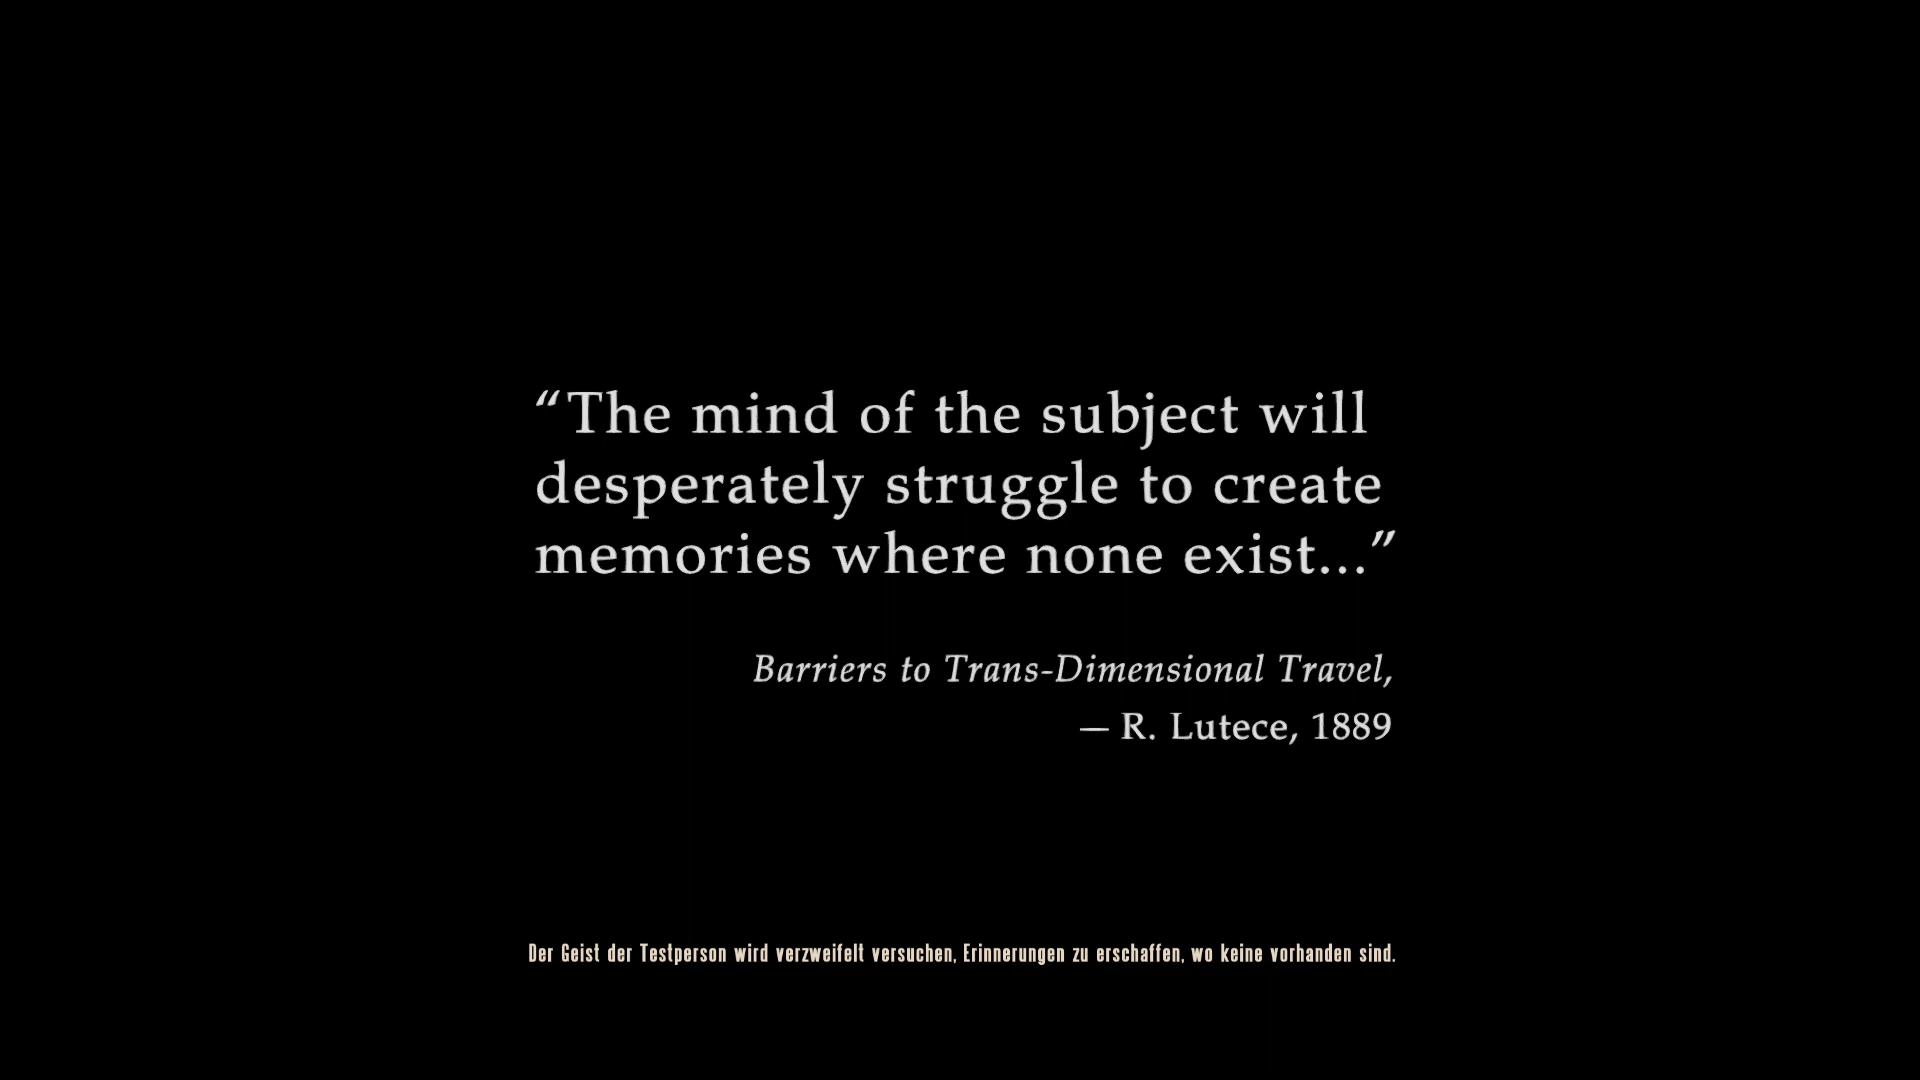 “The mind of the subject will
desperately struggle to create
memories where none exist...”
Barriers to Trans-Dimensional Travel,
— R. Lutece, 1889
Der Geist der Testperson wird verzweifelt versuchen, Erinnerungen zu erschaffen, wo keine vorhanden sind.